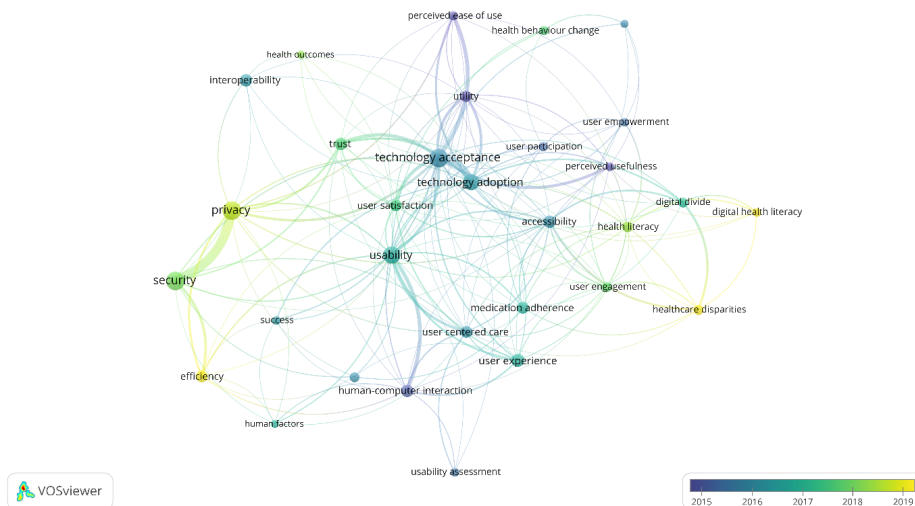 perceived ease of use
health behaviour change
health outcomes
interoperability
utility
user empowerment
trust
user participation
technology acceptance
perceived usefulness
technology adoption
digital divide
user satisfaction
privacy
digital health literacy
accessibility
health literacy
usability
security
user engagement
medication adherence
healthcare disparities
success
user centered care
user experience
efficiency
human-computer interaction
human factors
usability assessment
VOSviewer
2015 2016 2017 2018 2019